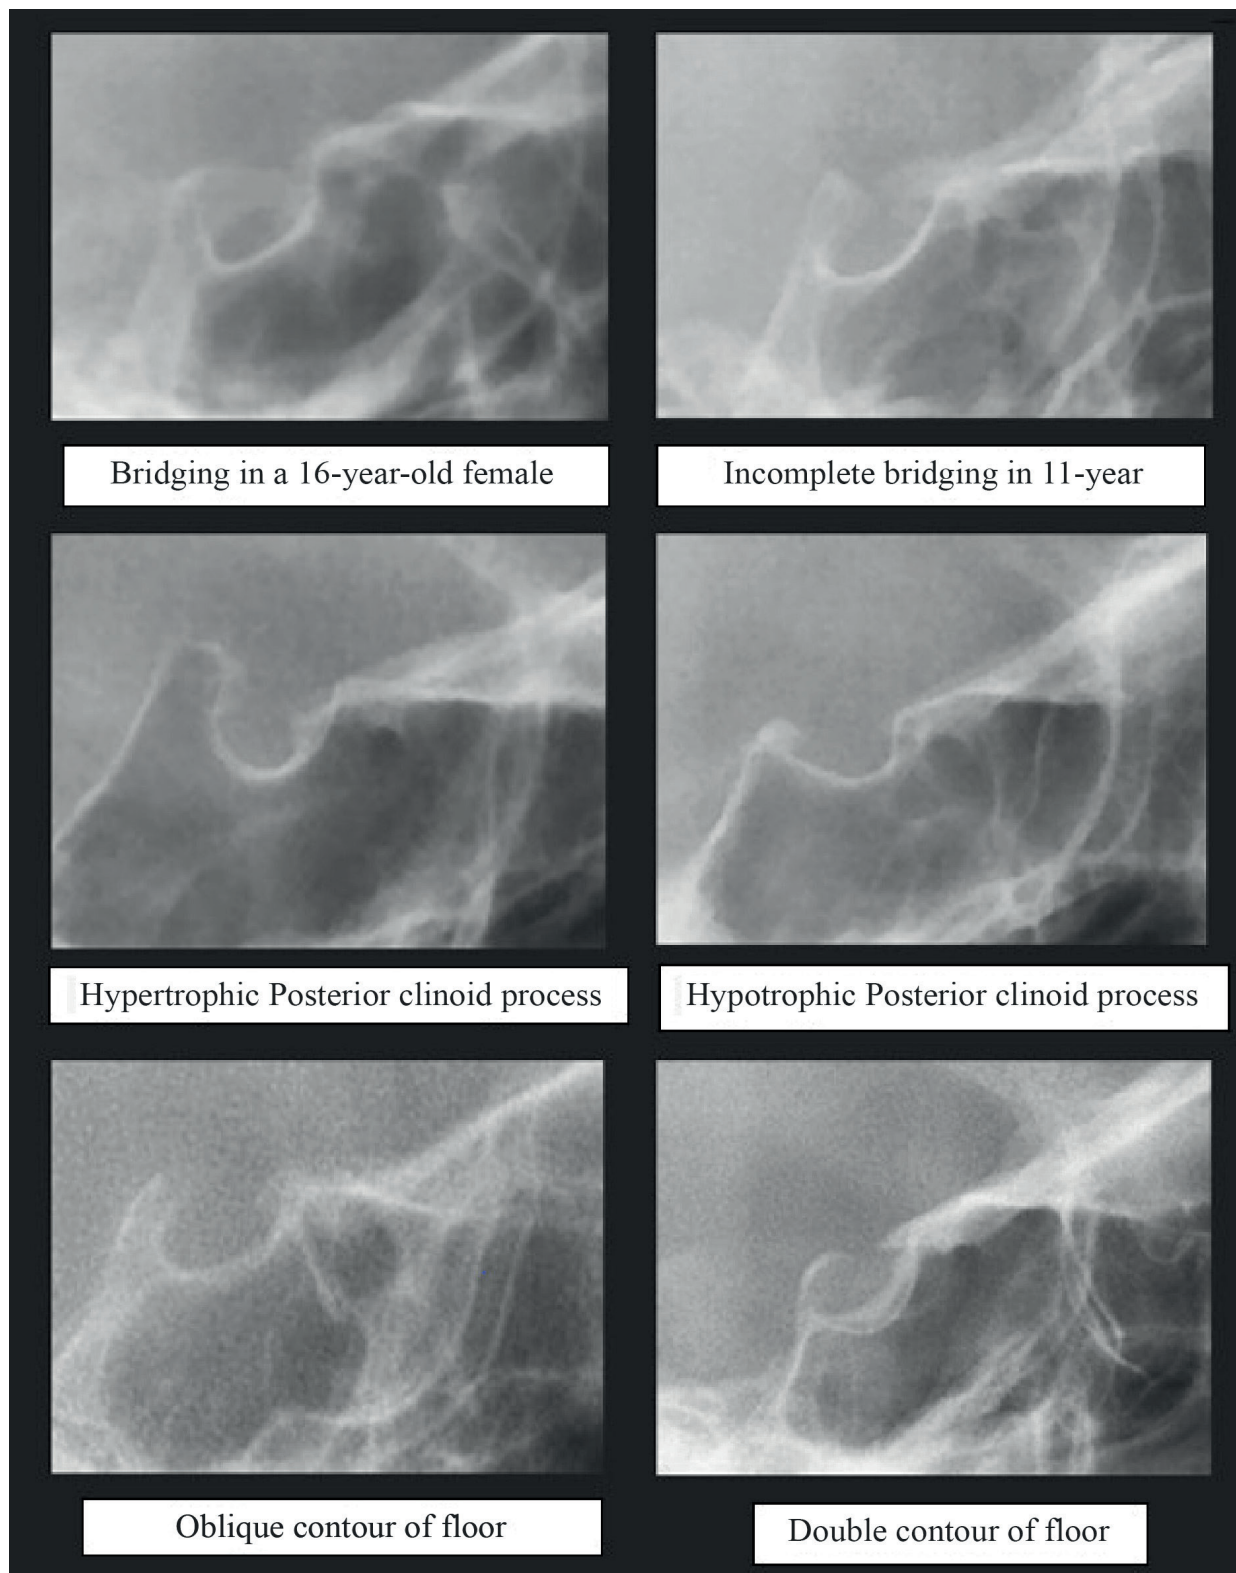 Bridging in a 16-year-old female
Incomplete bridging in 11-year
Hypertrophic Posterior clinoid process
Hypotrophic Posterior clinoid process
Oblique contour of floor
Double contour of floor